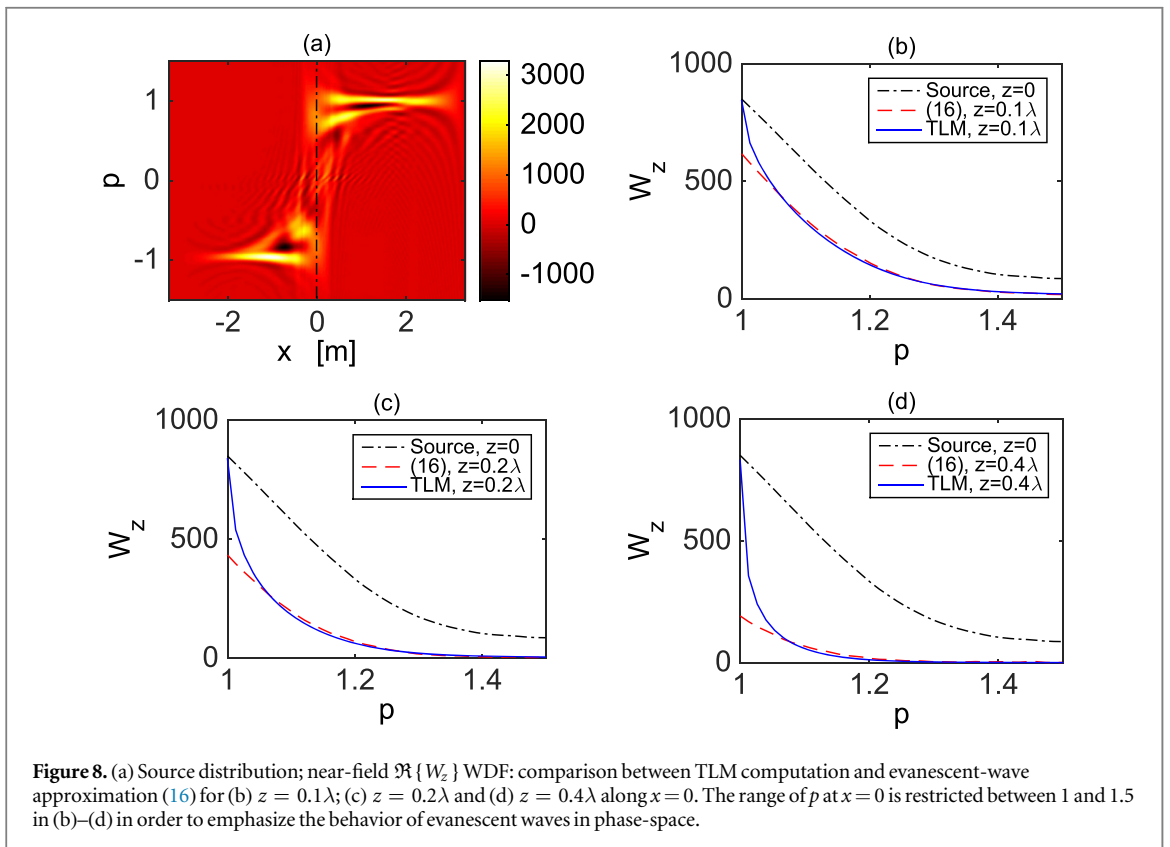 (a)
3000
2000
1000
0
-1000
1
0
-1
p
-2
0
2
x [m]
(b)
1000
500
0
W_z
1
1.2
1.4
p
Source, z=0
(16), z=0.1λ
TLM, z=0.1λ
(c)
1000
500
0
W_z
1
1.2
1.4
p
Source, z=0
(16), z=0.2λ
TLM, z=0.2λ
(d)
1000
500
0
W_z
1
1.2
1.4
p
Source, z=0
(16), z=0.4λ
TLM, z=0.4λ
Figure 8. (a) Source distribution; near-field ℜ{W_z} WDF: comparison between TLM computation and evanescent-wave
approximation (16) for (b) z = 0.1λ; (c) z = 0.2λ and (d) z = 0.4λ along x = 0. The range of p at x = 0 is restricted between 1 and 1.5
in (b)–(d) in order to emphasize the behavior of evanescent waves in phase-space.